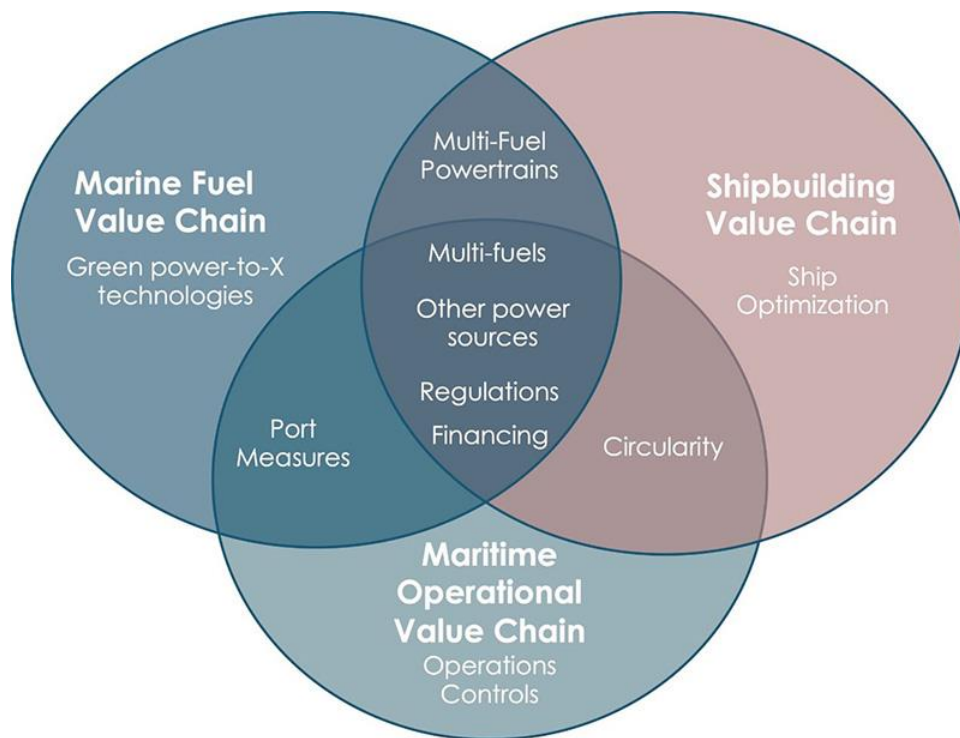 Multi-Fuel
Powertrains
Marine Fuel
Value Chain
Green power-to-X
technologies
Shipbuilding
Value Chain
Ship
Optimization
Multi-fuels
Other power
sources
Regulations
Financing
Port
Measures
Circularity
Maritime
Operational
Value Chain
Operations
Controls